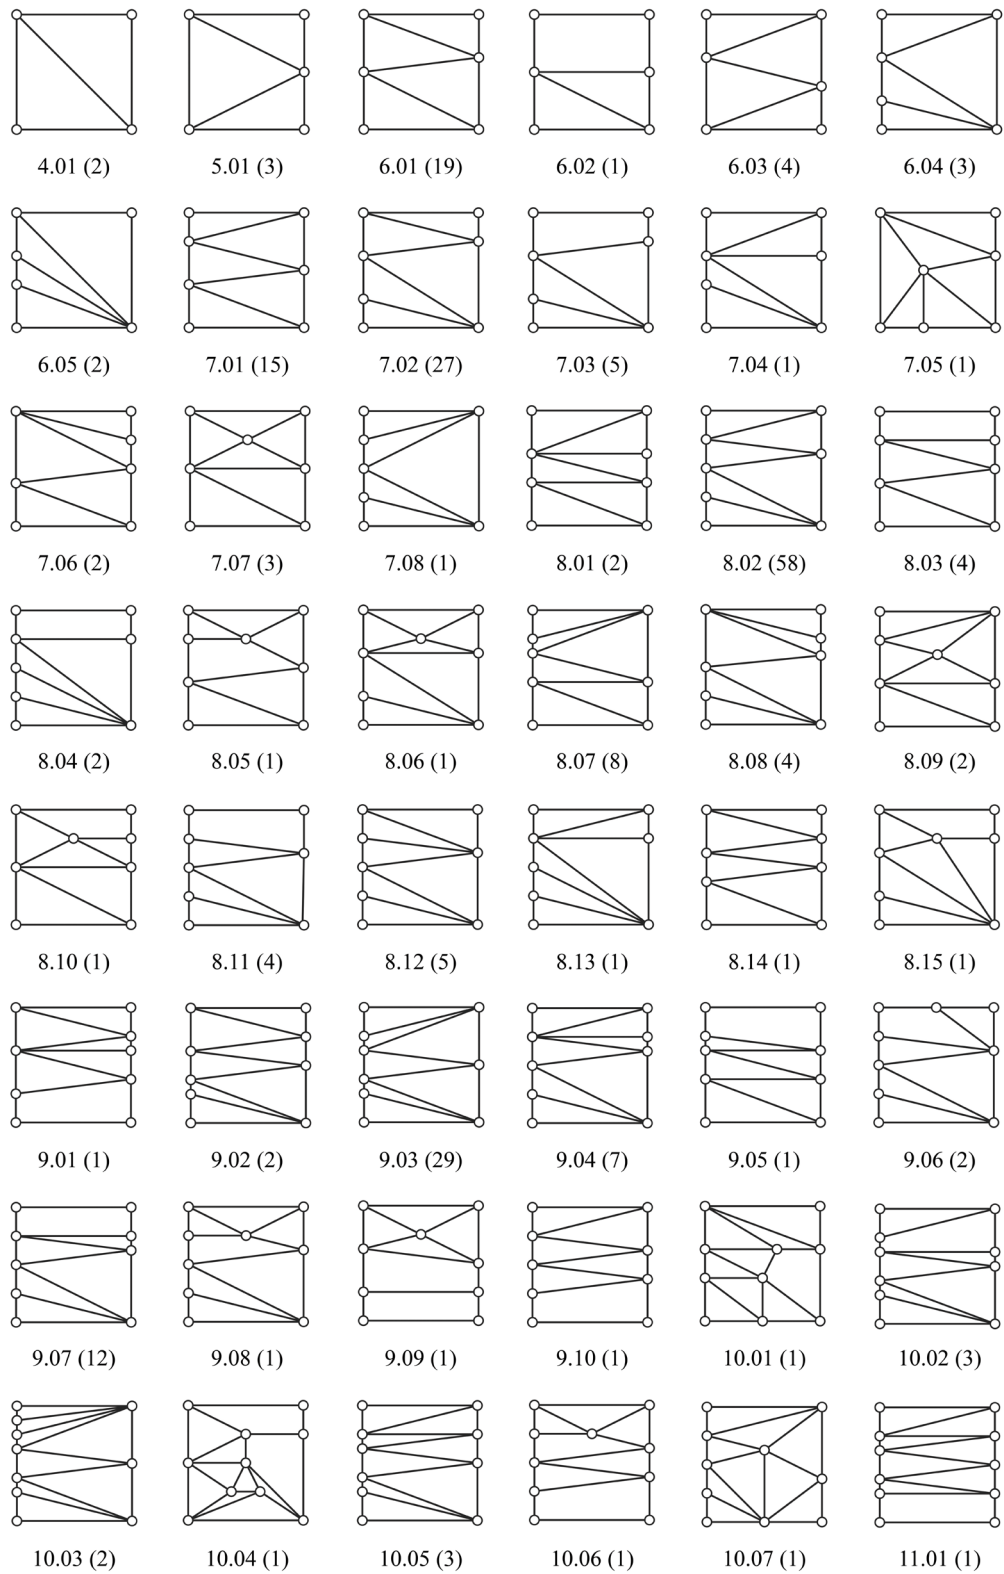 4.01 (2) 5.01 (3) 6.01 (19) 6.02 (1) 6.03 (4) 6.04 (3)
6.05 (2) 7.01 (15) 7.02 (27) 7.03 (5) 7.04 (1) 7.05 (1)
7.06 (2) 7.07 (3) 7.08 (1) 8.01 (2) 8.02 (58) 8.03 (4)
8.04 (2) 8.05 (1) 8.06 (1) 8.07 (8) 8.08 (4) 8.09 (2)
8.10 (1) 8.11 (4) 8.12 (5) 8.13 (1) 8.14 (1) 8.15 (1)
9.01 (1) 9.02 (2) 9.03 (29) 9.04 (7) 9.05 (1) 9.06 (2)
9.07 (12) 9.08 (1) 9.09 (1) 9.10 (1) 10.01 (1) 10.02 (3)
10.03 (2) 10.04 (1) 10.05 (3) 10.06 (1) 10.07 (1) 11.01 (1)